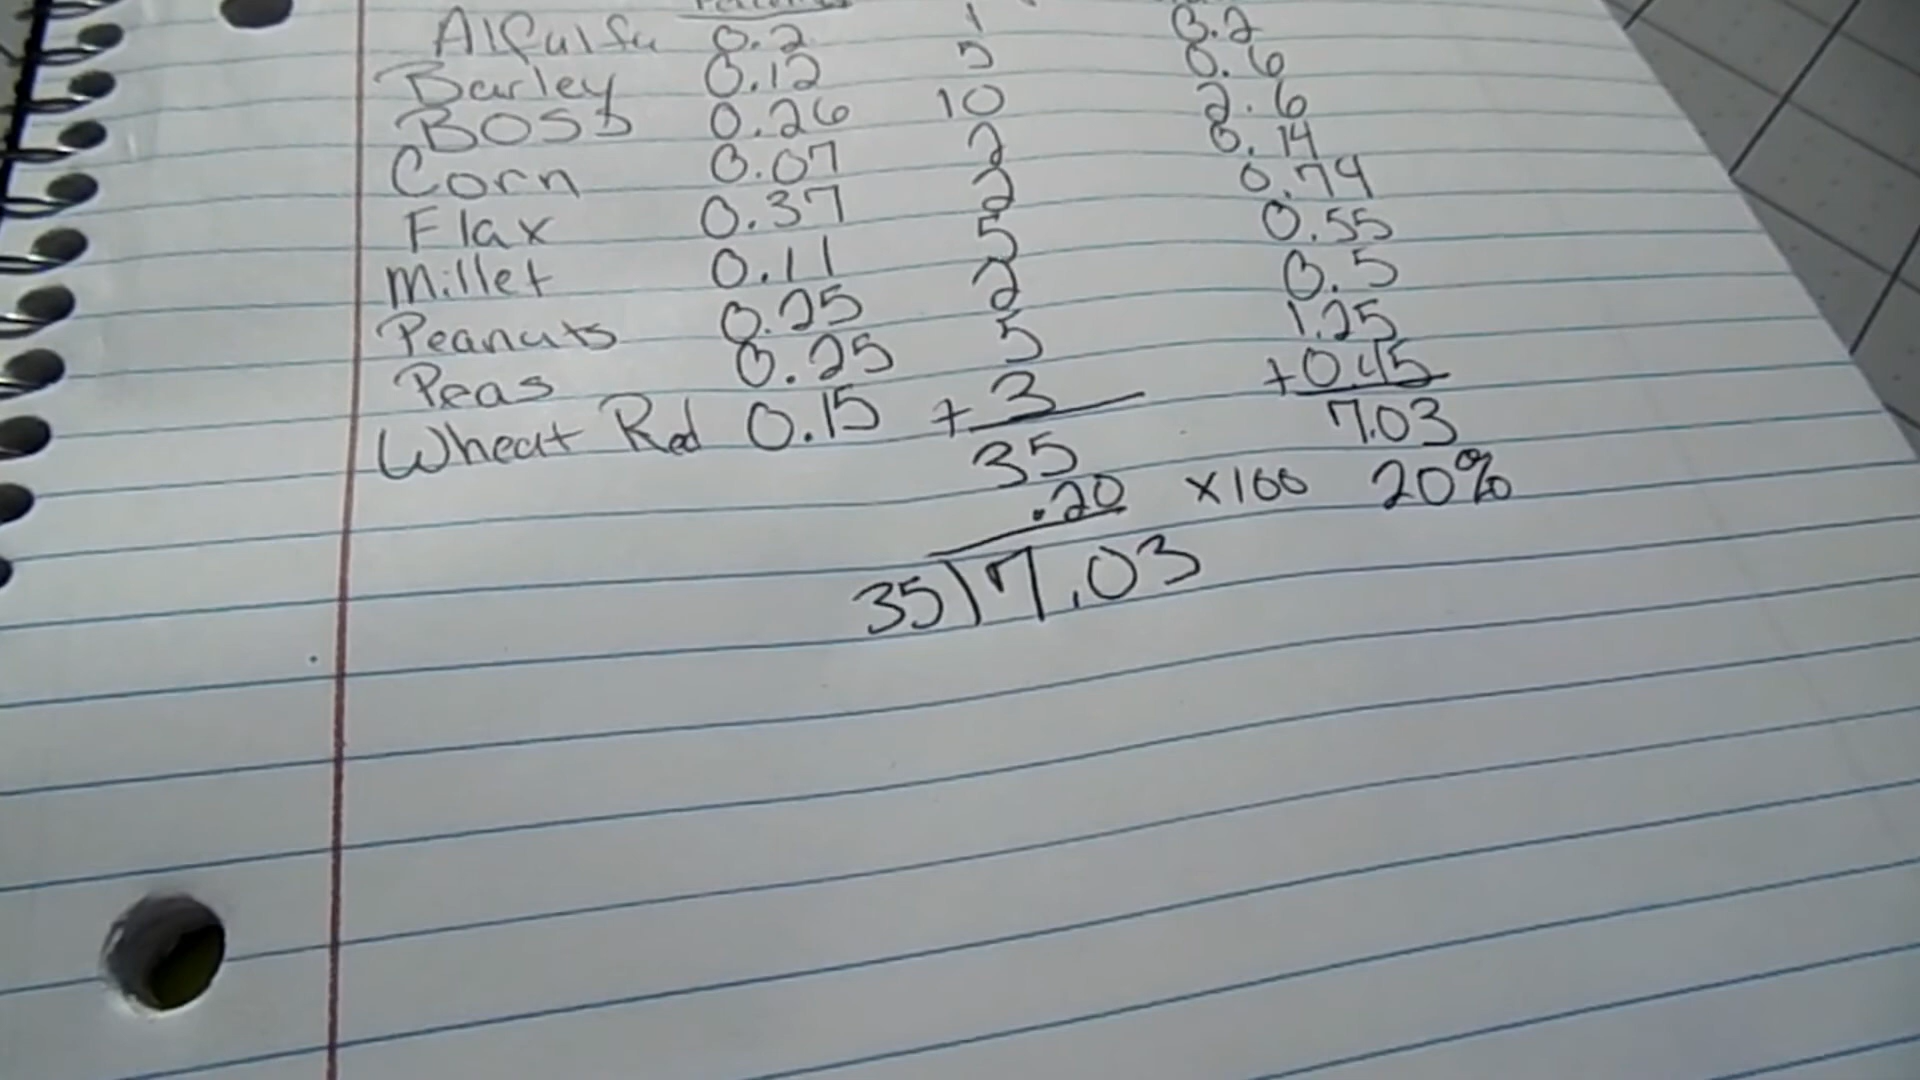 Alfulfa 0.2 1 0.2
Barley 0.12 5 0.6
BOSS 0.26 10 2.6
Corn 0.07 2 0.14
Flax 0.37 2 0.74
Millet 0.11 5 0.55
Peanuts 0.25 2 0.5
Peas 0.25 5 1.25
Wheat Red 0.15 + 3 + 0.45
35 7.03
.20 x100 20%
35)7.03